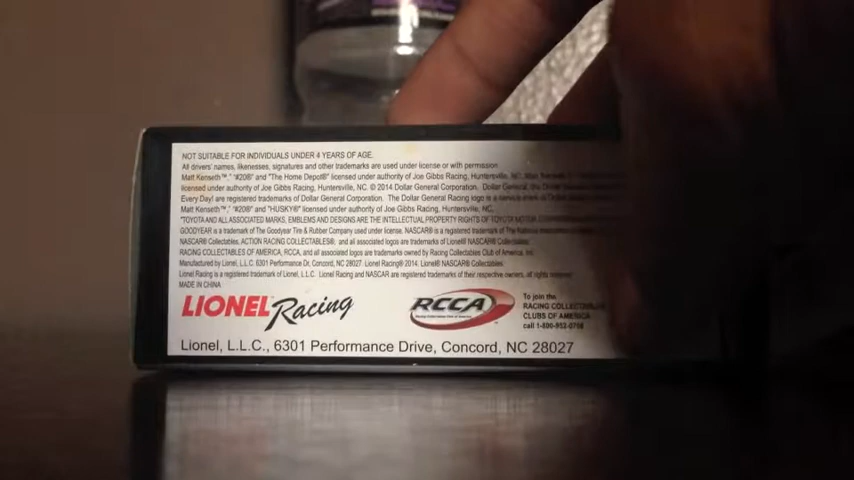 NOT SUITABLE FOR INDIVIDUALS UNDER 4 YEARS OF AGE.
All drivers' names, likenesses, signatures and other trademarks are used under license or with permission.
Matt Kenseth™, "#20®" and "The Home Depot®" licensed under authority of Joe Gibbs Racing, Huntersville, NC.
licensed under authority of Joe Gibbs Racing, Huntersville, NC. © 2014 Dollar General Corporation. Dollar General,
Every Day! are registered trademarks of Dollar General Corporation. The Dollar General Racing logo is a
Matt Kenseth™, "#20®" and "HUSKY®" licensed under authority of Joe Gibbs Racing, Huntersville, NC.
"TOYOTA AND ALL ASSOCIATED MARKS, EMBLEMS AND DESIGNS ARE THE INTELLECTUAL PROPERTY RIGHTS OF TOYOTA MOTOR
GOODYEAR is a trademark of The Goodyear Tire & Rubber Company used under license. NASCAR® is a registered trademark of The National
NASCAR® Collectables, ACTION RACING COLLECTABLES®, and all associated logos are trademarks of Lionel® NASCAR® Collectables.
RACING COLLECTABLES OF AMERICA, RCCA, and all associated logos are trademarks owned by Racing Collectables Club of America, Inc.
Manufactured by Lionel, L.L.C. 6301 Performance Dr, Concord, NC 28027. Lionel Racing® 2014. Lionel® NASCAR® Collectables.
Lionel Racing is a registered trademark of Lionel, L.L.C. Lionel Racing and NASCAR are registered trademarks of their respective owners, all rights reserved.
MADE IN CHINA
LIONEL Racing
RCCA
To join the
RACING COLLECTABLES
CLUBS OF AMERICA
call 1-800-952-0708
Lionel, L.L.C., 6301 Performance Drive, Concord, NC 28027